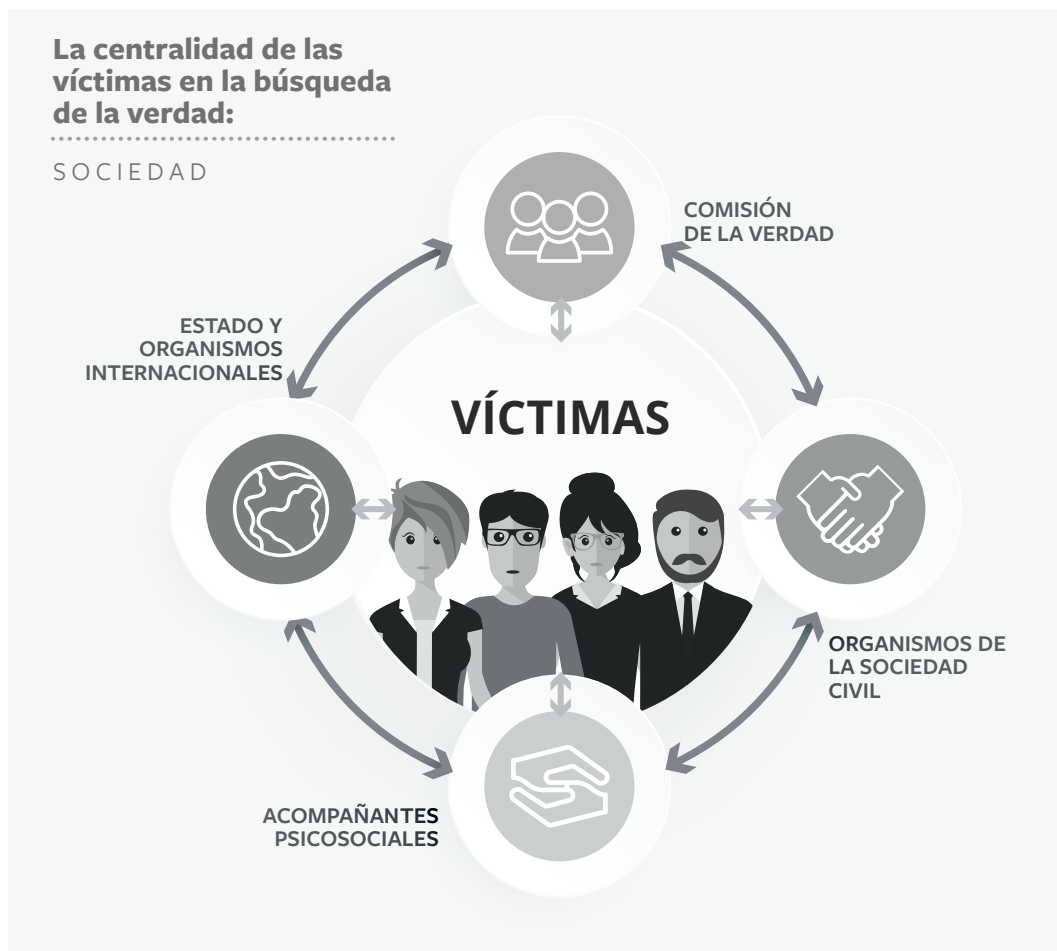 La centralidad de las
víctimas en la búsqueda
de la verdad:
SOCIEDAD
COMISIÓN
DE LA VERDAD
ESTADO Y
ORGANISMOS
INTERNACIONALES
VÍCTIMAS
ORGANISMOS DE
LA SOCIEDAD
CIVIL
ACOMPAÑANTES
PSICOSOCIALES